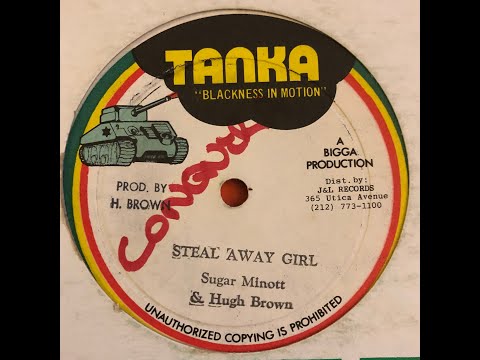 TANKA
"BLACKNESS IN MOTION"
A
BIGGA
PRODUCTION
Dist.by:
J&L RECORDS
365 Utica Avenue
(212) 773-1100
PROD. BY
H. BROWN
STEAL AWAY GIRL
Sugar Minott
& Hugh Brown
UNAUTHORIZED COPYING IS PROHIBITED